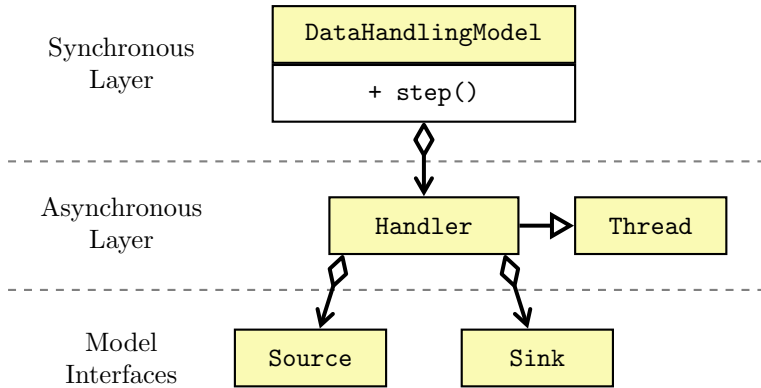 Synchronous
Layer
DataHandlingModel
+ step()
Asynchronous
Layer
Handler
Thread
Model
Interfaces
Source
Sink